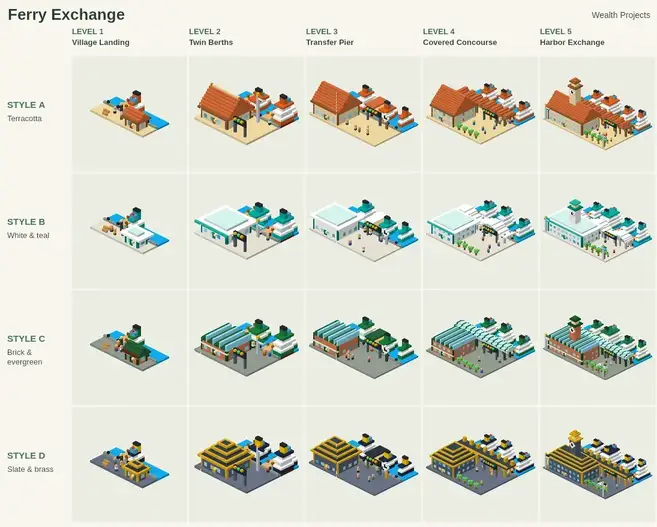 Ferry Exchange
Wealth Projects
LEVEL 1
Village Landing
LEVEL 2
Twin Berths
LEVEL 3
Transfer Pier
LEVEL 4
Covered Concourse
LEVEL 5
Harbor Exchange
STYLE A
Terracotta
STYLE B
White & teal
STYLE C
Brick &
evergreen
STYLE D
Slate & brass